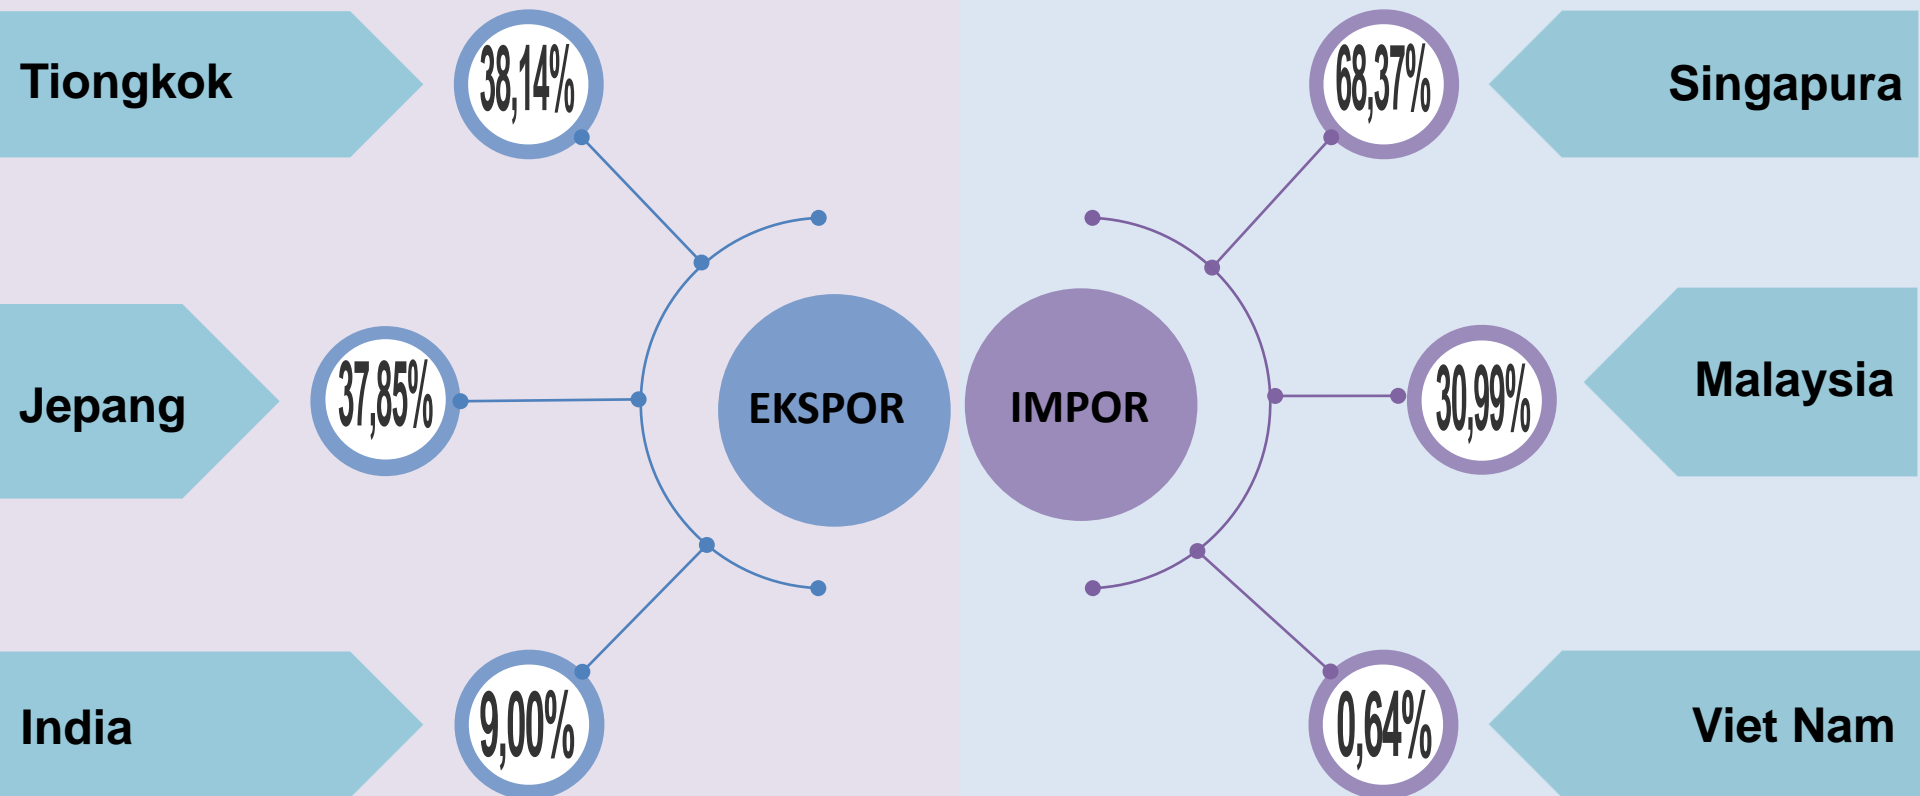 Tiongkok
38,14%
Jepang
37,85%
India
9,00%
EKSPOR
IMPOR
68,37%
Singapura
30,99%
Malaysia
0,64%
Viet Nam